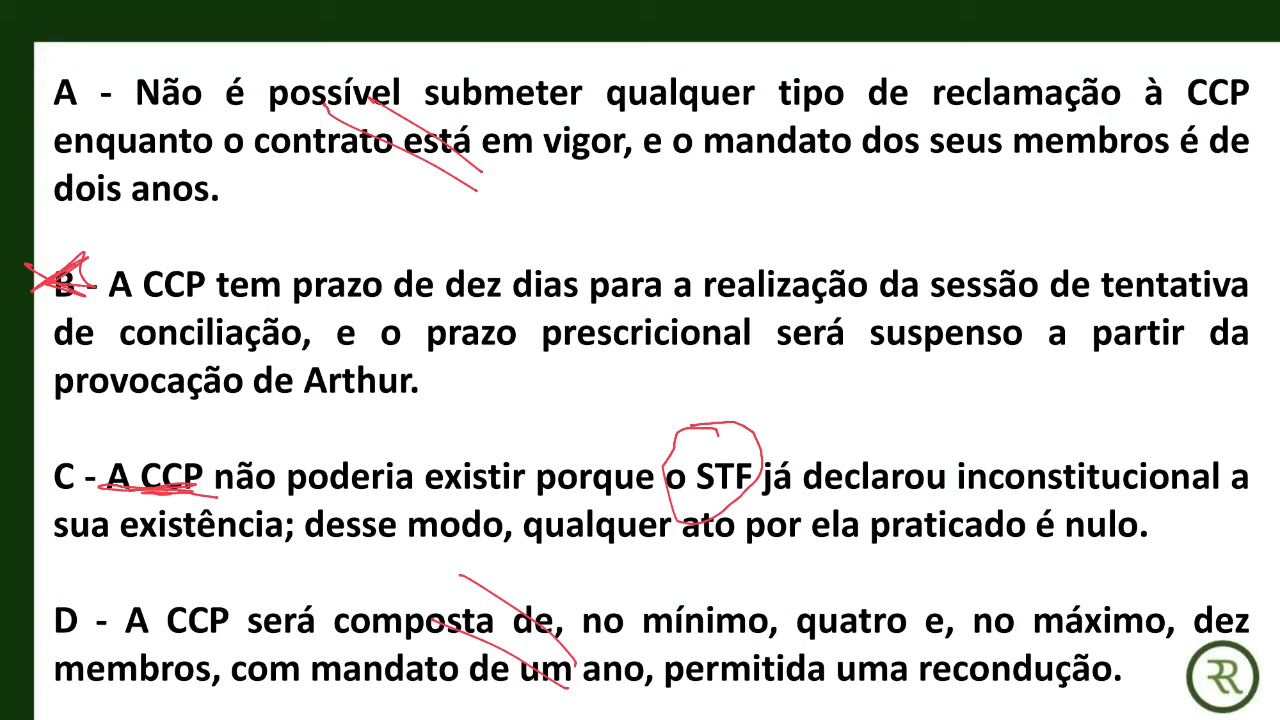 A - Não é possível submeter qualquer tipo de reclamação à CCP
enquanto o contrato está em vigor, e o mandato dos seus membros é de
dois anos.
B - A CCP tem prazo de dez dias para a realização da sessão de tentativa
de conciliação, e o prazo prescricional será suspenso a partir da
provocação de Arthur.
C - A CCP não poderia existir porque o STF já declarou inconstitucional a
sua existência; desse modo, qualquer ato por ela praticado é nulo.
D - A CCP será composta de, no mínimo, quatro e, no máximo, dez
membros, com mandato de um ano, permitida uma recondução.